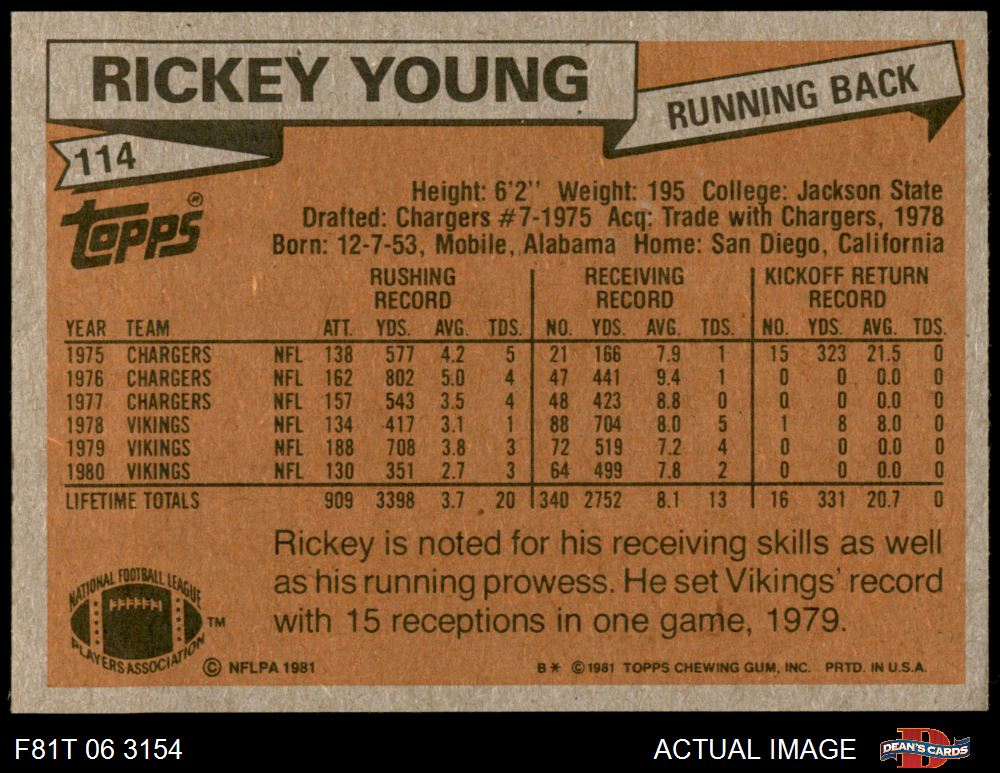 RICKEY YOUNG
RUNNING BACK
114
TOPPS®
Height: 6'2'' Weight: 195 College: Jackson State
Drafted: Chargers #7-1975 Acq: Trade with Chargers, 1978
Born: 12-7-53, Mobile, Alabama Home: San Diego, California
RUSHING RECORD RECEIVING RECORD KICKOFF RETURN RECORD
YEAR TEAM ATT. YDS. AVG. TDS. NO. YDS. AVG. TDS. NO. YDS. AVG. TDS.
1975 CHARGERS NFL 138 577 4.2 5 21 166 7.9 1 15 323 21.5 0
1976 CHARGERS NFL 162 802 5.0 4 47 441 9.4 1 0 0 0.0 0
1977 CHARGERS NFL 157 543 3.5 4 48 423 8.8 0 0 0 0.0 0
1978 VIKINGS NFL 134 417 3.1 1 88 704 8.0 5 1 8 8.0 0
1979 VIKINGS NFL 188 708 3.8 3 72 519 7.2 4 0 0 0.0 0
1980 VIKINGS NFL 130 351 2.7 3 64 499 7.8 2 0 0 0.0 0
LIFETIME TOTALS 909 3398 3.7 20 340 2752 8.1 13 16 331 20.7 0
Rickey is noted for his receiving skills as well
as his running prowess. He set Vikings' record
with 15 receptions in one game, 1979.
NATIONAL FOOTBALL LEAGUE
PLAYERS ASSOCIATION
TM
© NFLPA 1981
B* © 1981 TOPPS CHEWING GUM, INC. PRTD. IN U.S.A.
F81T 06 3154
ACTUAL IMAGE
DEAN'S CARDS